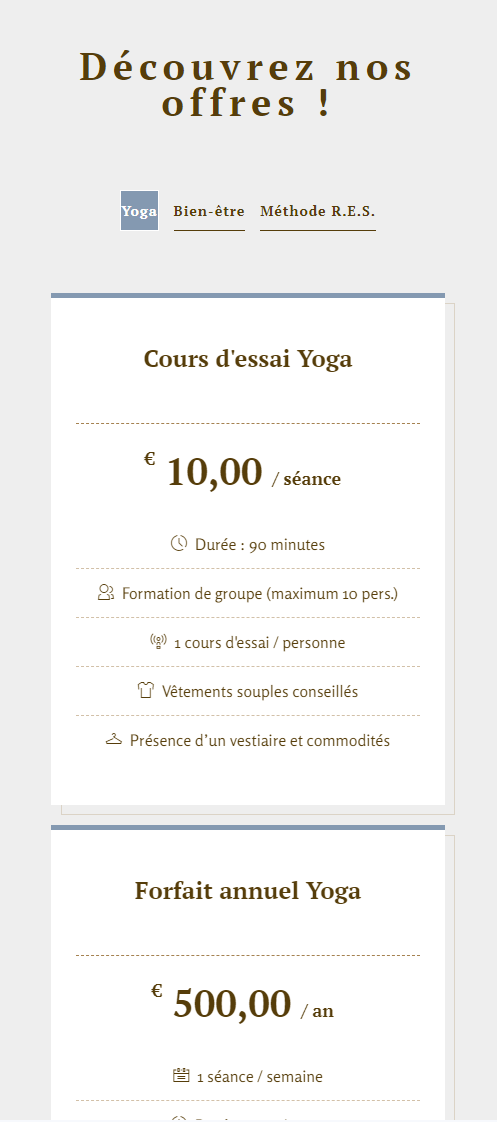 Découvrez nos
offres !
Yoga Bien-être Méthode R.E.S.
Cours d'essai Yoga
€ 10,00 / séance
Durée : 90 minutes
Formation de groupe (maximum 10 pers.)
1 cours d'essai / personne
Vêtements souples conseillés
Présence d’un vestiaire et commodités
Forfait annuel Yoga
€ 500,00 / an
1 séance / semaine